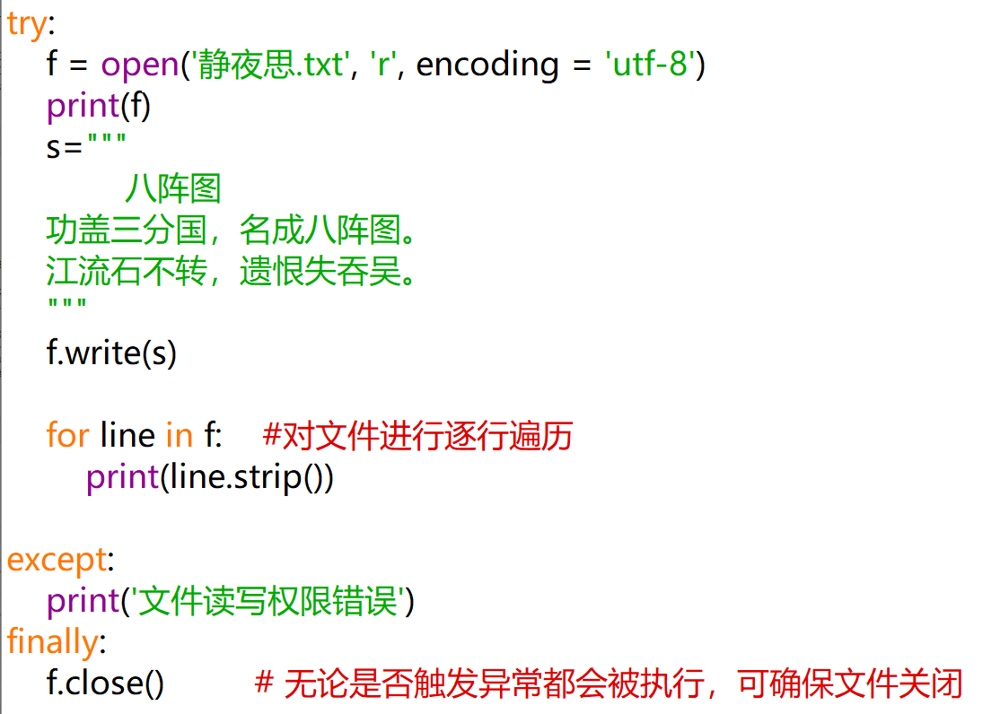 try:
    f = open('静夜思.txt', 'r', encoding = 'utf-8')
    print(f)
    s="""
        八阵图
    功盖三分国，名成八阵图。
    江流石不转，遗恨失吞吴。
    """
    f.write(s)
    for line in f:    #对文件进行逐行遍历
        print(line.strip())
except:
    print('文件读写权限错误')
finally:
    f.close()         # 无论是否触发异常都会被执行，可确保文件关闭